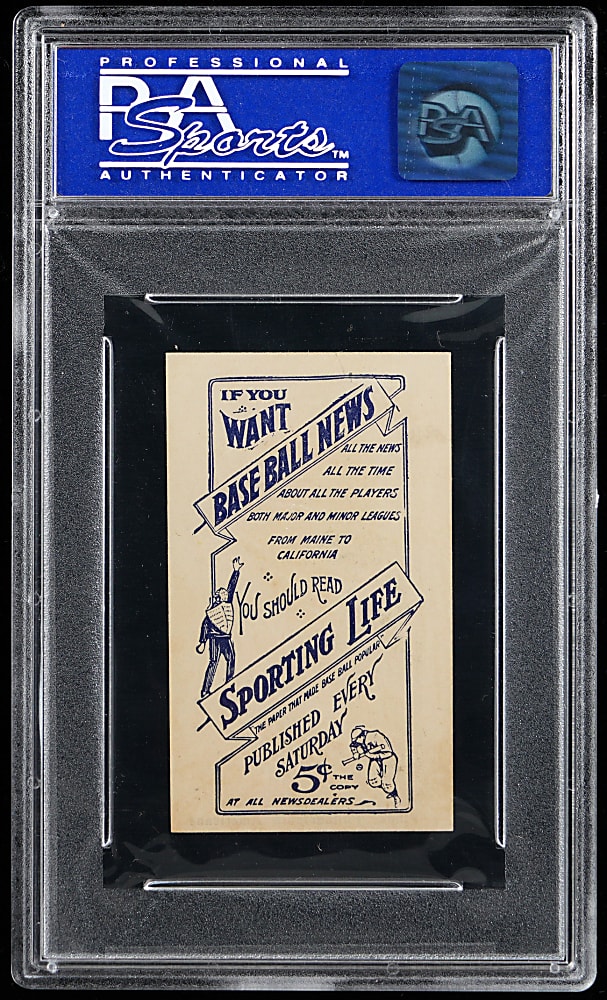 PROFESSIONAL
PSA
Sports™
AUTHENTICATOR
PSA
IF YOU
WANT
BASE BALL NEWS
ALL THE NEWS
ALL THE TIME
ABOUT ALL THE PLAYERS
BOTH MAJOR AND MINOR LEAGUES
FROM MAINE TO
CALIFORNIA
YOU SHOULD READ
SPORTING LIFE
THE PAPER THAT MADE BASE BALL POPULAR
PUBLISHED EVERY
SATURDAY
5¢ THE
COPY
AT ALL NEWSDEALERS